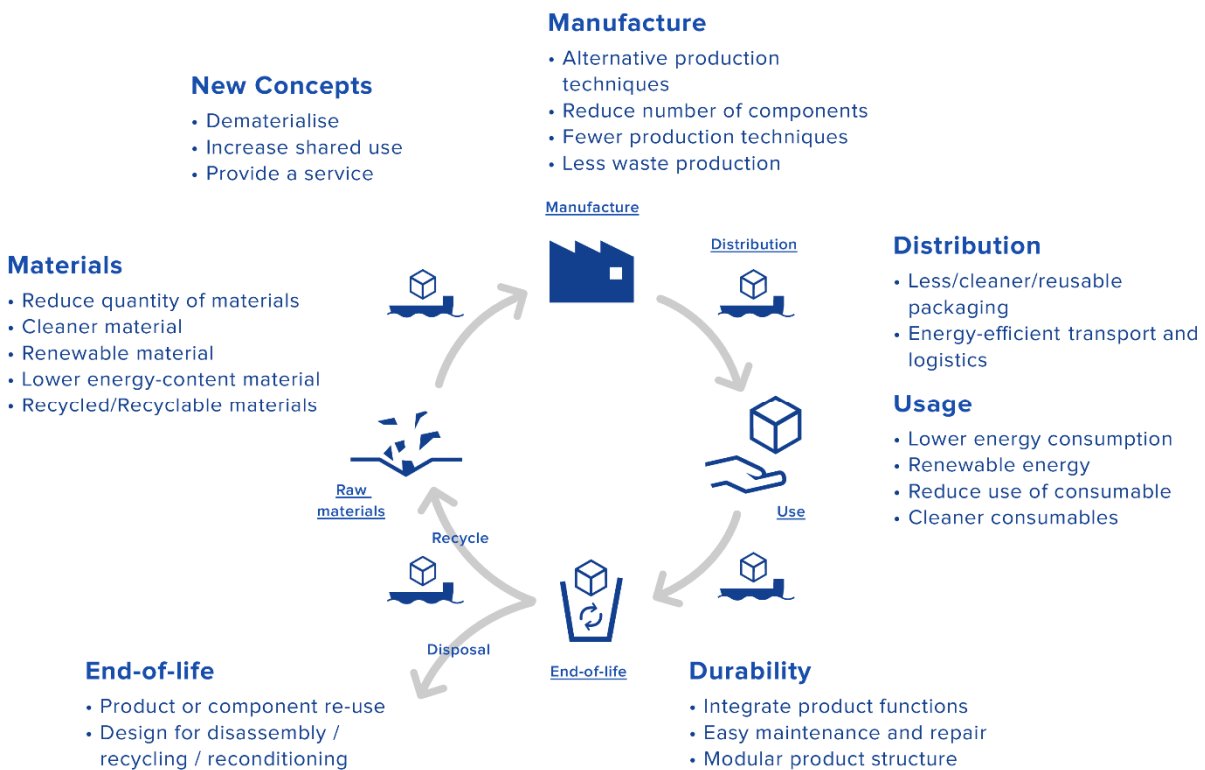 Manufacture
• Alternative production
techniques
• Reduce number of components
• Fewer production techniques
• Less waste production
New Concepts
• Dematerialise
• Increase shared use
• Provide a service
Manufacture
Distribution
Distribution
• Less/cleaner/reusable
packaging
• Energy-efficient transport and
logistics
Materials
• Reduce quantity of materials
• Cleaner material
• Renewable material
• Lower energy-content material
• Recycled/Recyclable materials
Usage
• Lower energy consumption
• Renewable energy
• Reduce use of consumable
• Cleaner consumables
Raw
materials
Use
Recycle
Disposal
End-of-life
End-of-life
• Product or component re-use
• Design for disassembly /
recycling / reconditioning
Durability
• Integrate product functions
• Easy maintenance and repair
• Modular product structure